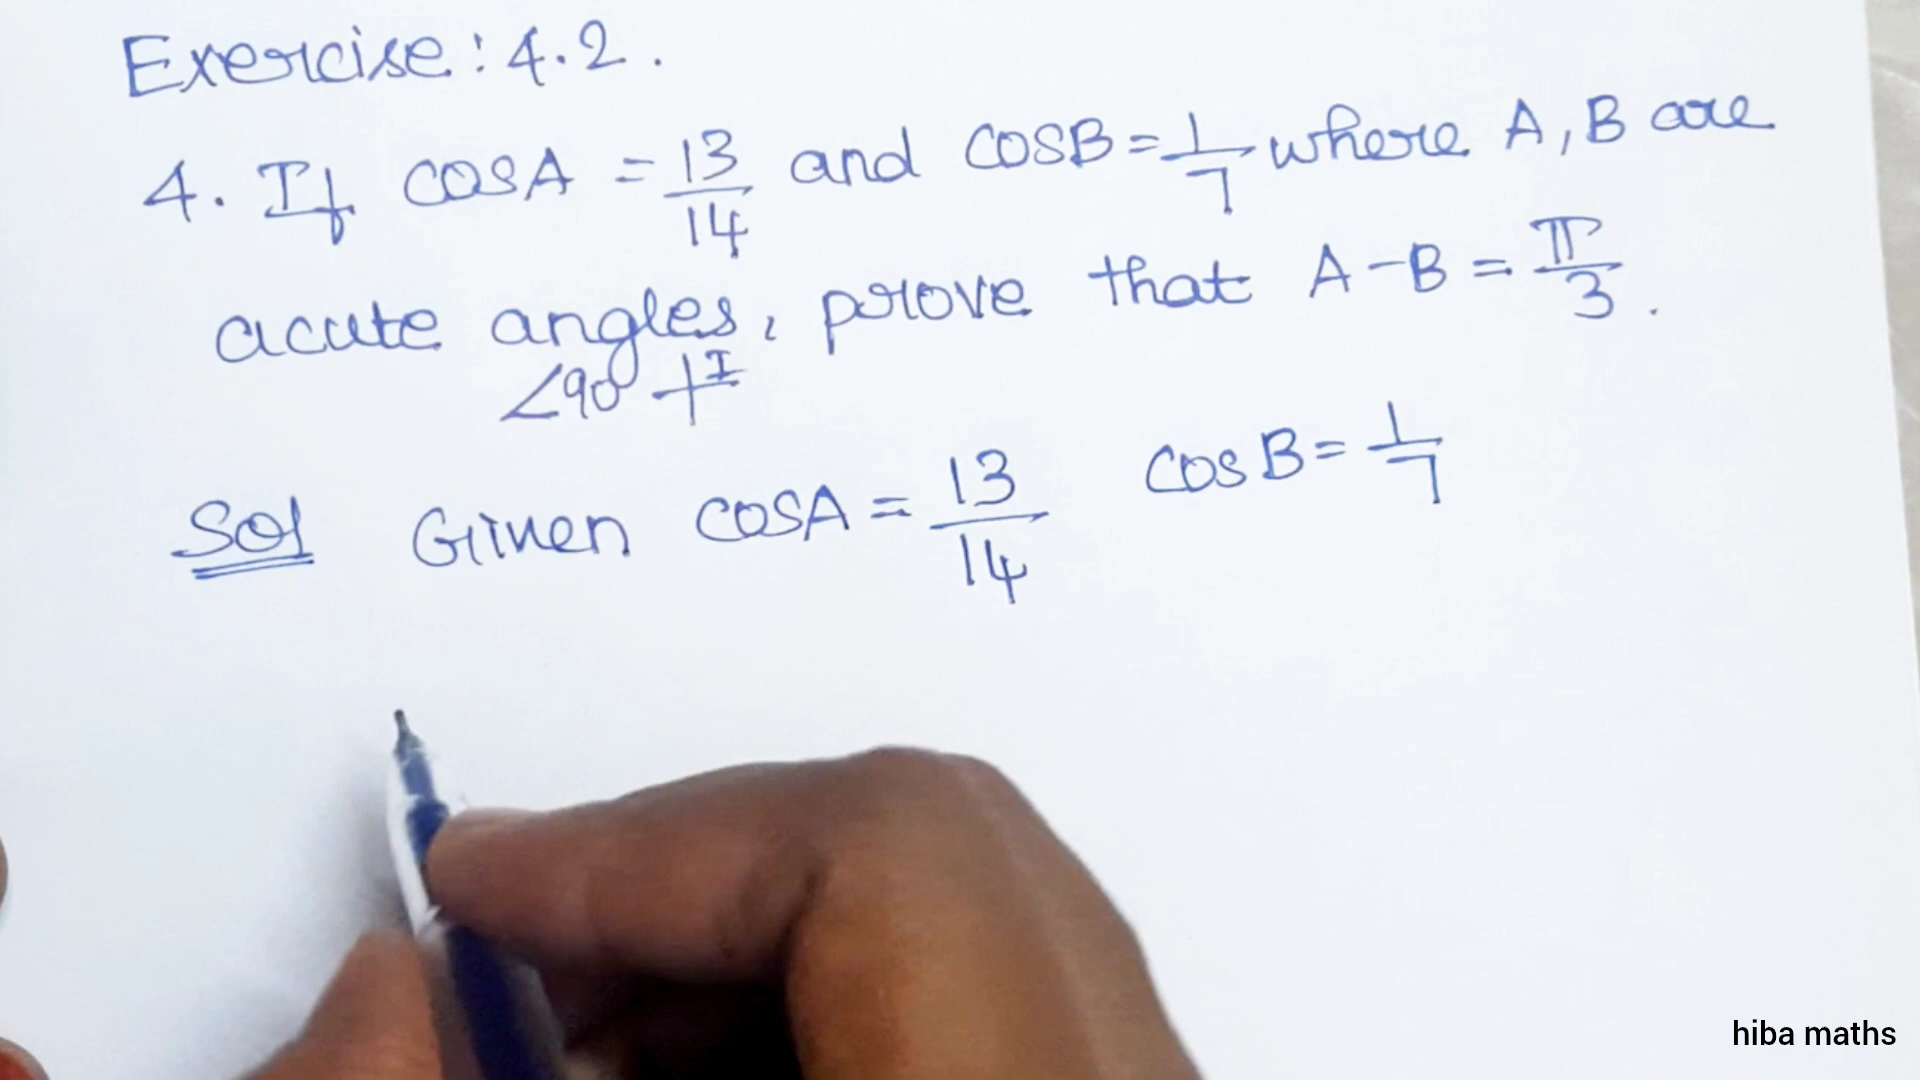 Exercise: 4.2.
4. If cosA = 13/14 and cosB = 1/7 where A, B are
acute angles, prove that A-B = π/3.
<90° I
Sol Given cosA = 13/14 cosB = 1/7
hiba maths